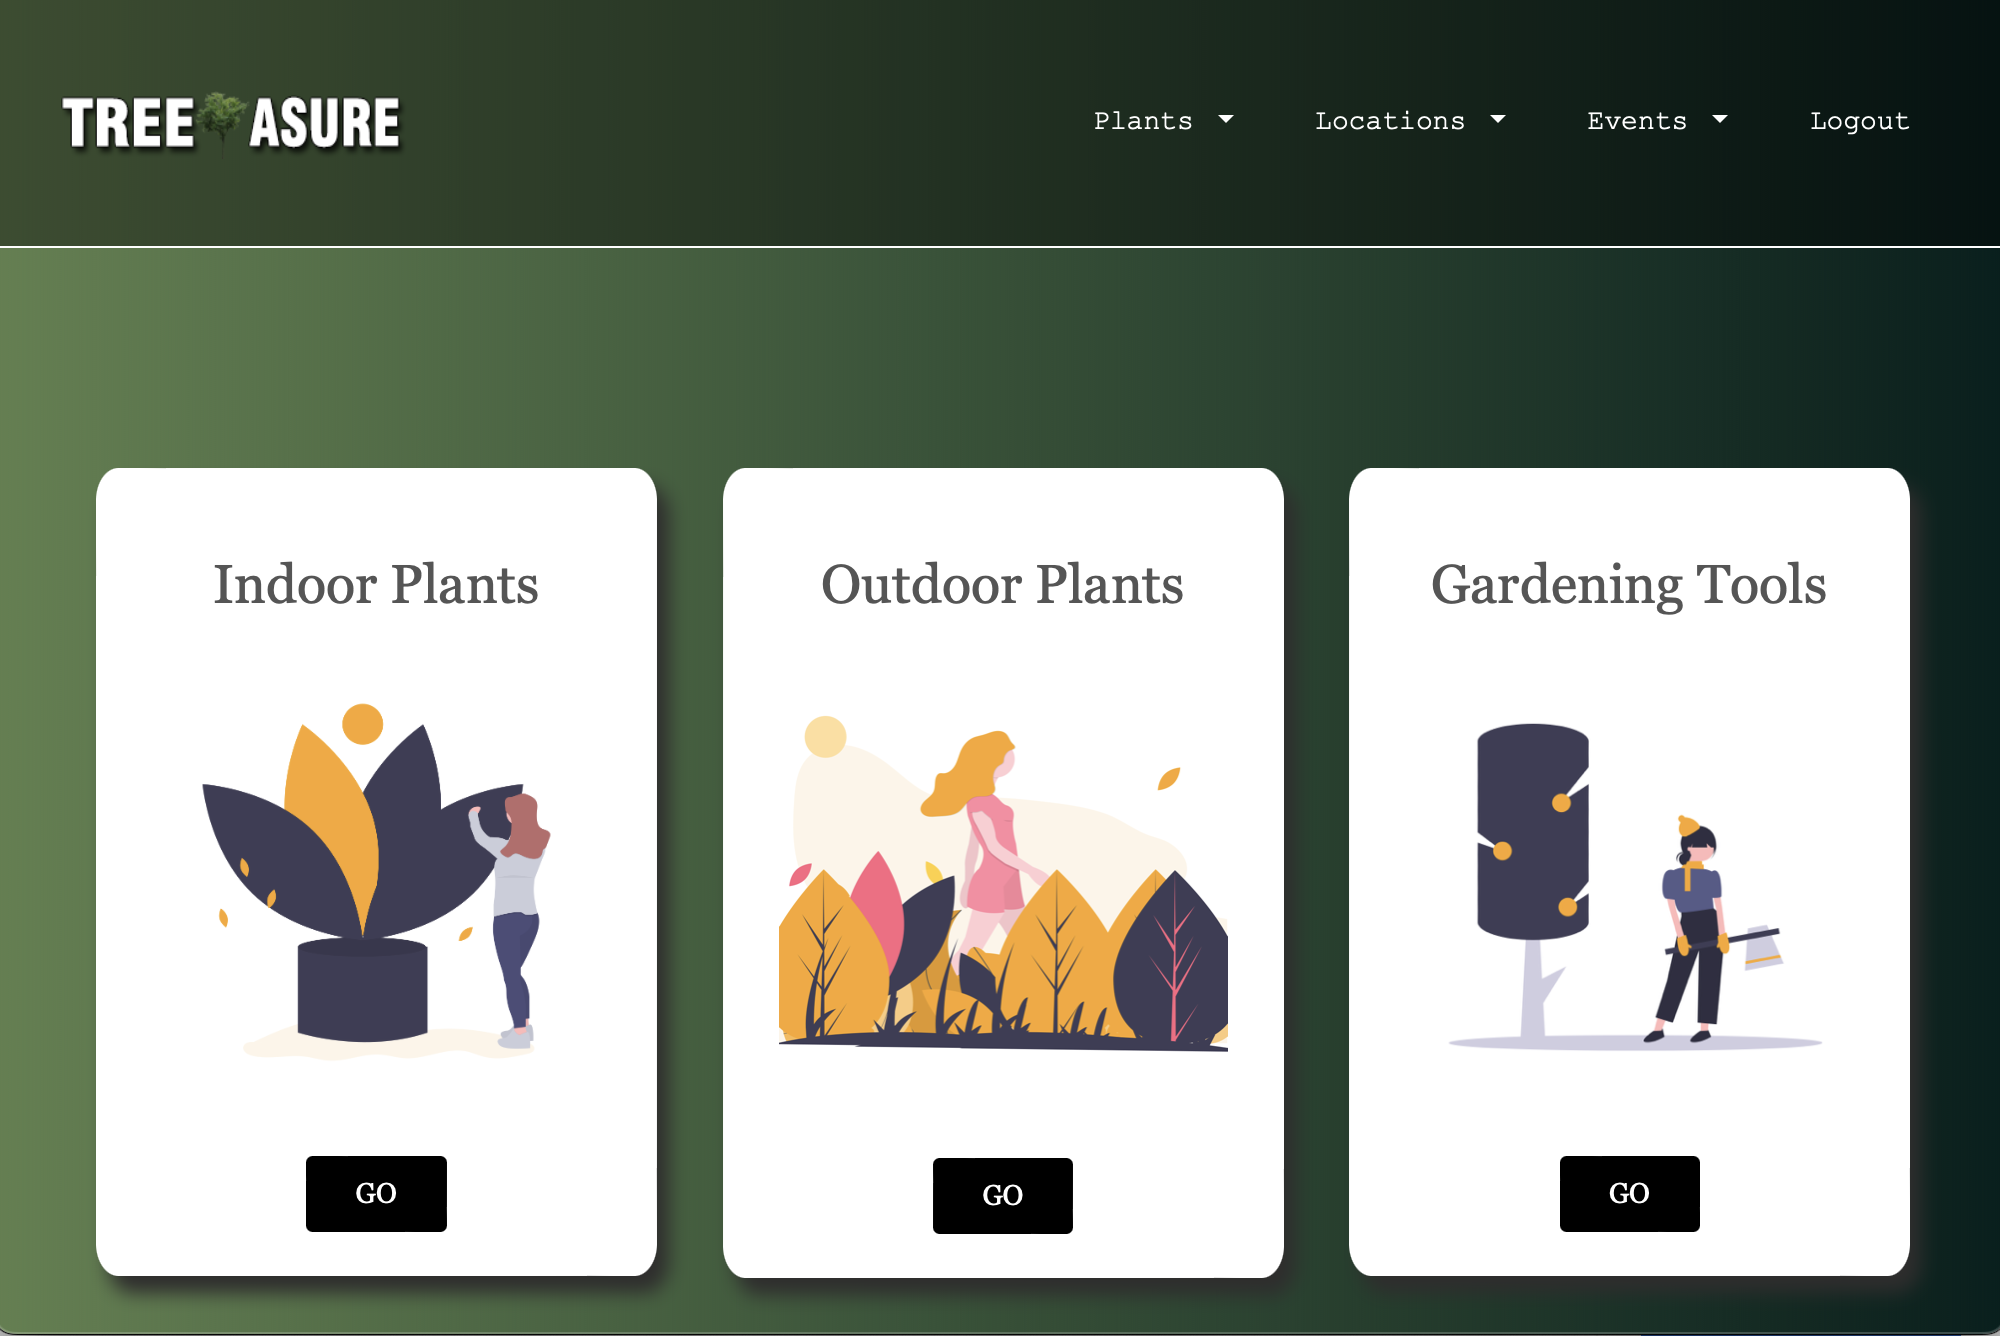 TREE ASURE
Plants
Locations
Events
Logout
Indoor Plants
Outdoor Plants
Gardening Tools
GO
GO
GO